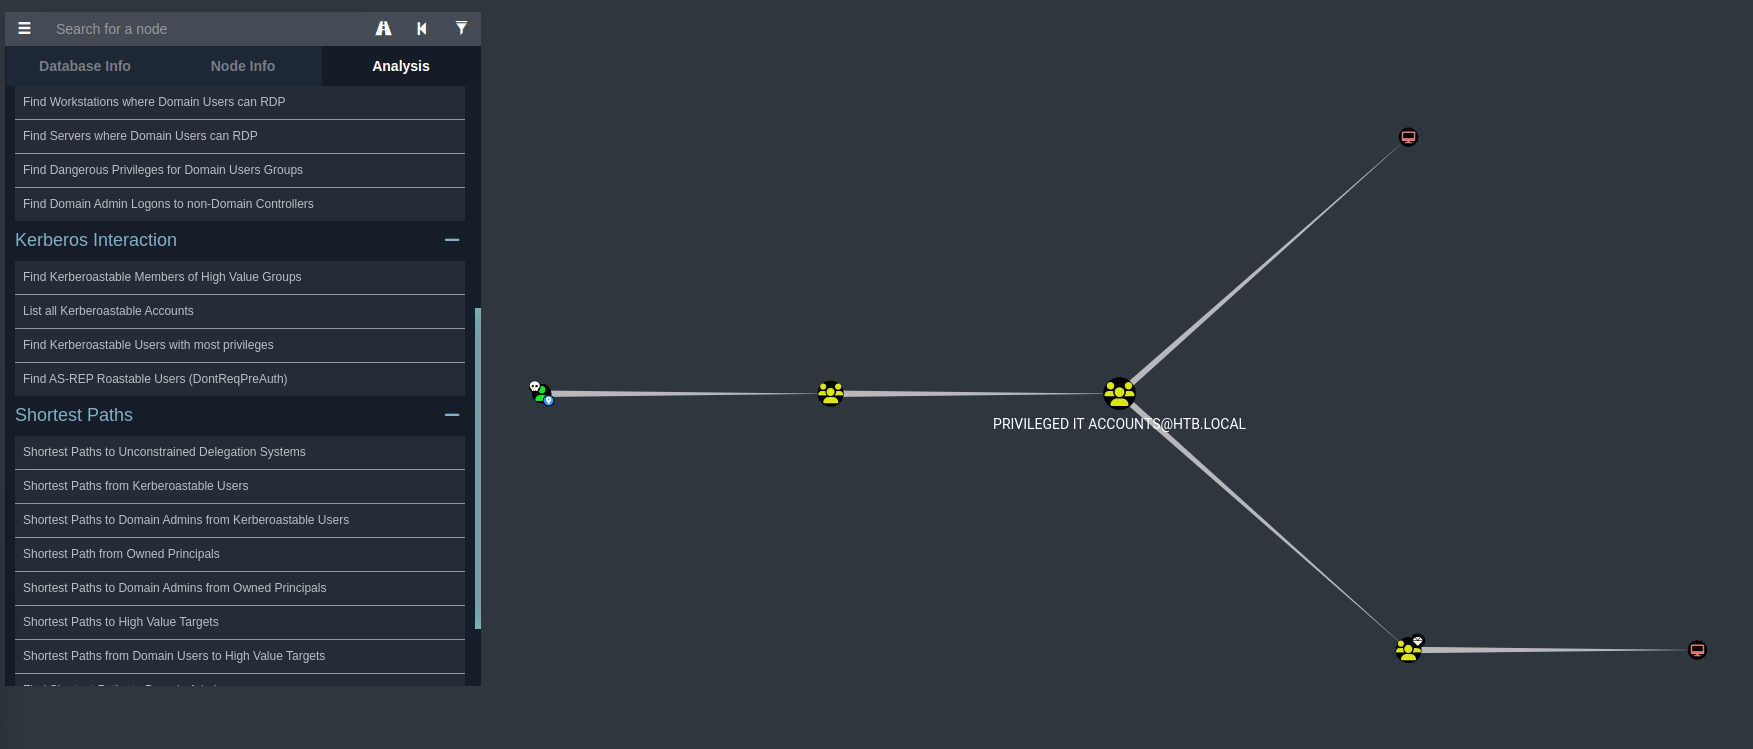 Search for a node
Database Info
Node Info
Analysis
Find Workstations where Domain Users can RDP
Find Servers where Domain Users can RDP
Find Dangerous Privileges for Domain Users Groups
Find Domain Admin Logons to non-Domain Controllers
Kerberos Interaction
Find Kerberoastable Members of High Value Groups
List all Kerberoastable Accounts
Find Kerberoastable Users with most privileges
Find AS-REP Roastable Users (DontReqPreAuth)
Shortest Paths
Shortest Paths to Unconstrained Delegation Systems
Shortest Paths from Kerberoastable Users
Shortest Paths to Domain Admins from Kerberoastable Users
Shortest Path from Owned Principals
Shortest Paths to Domain Admins from Owned Principals
Shortest Paths to High Value Targets
Shortest Paths from Domain Users to High Value Targets
PRIVILEGED IT ACCOUNTS@HTB.LOCAL